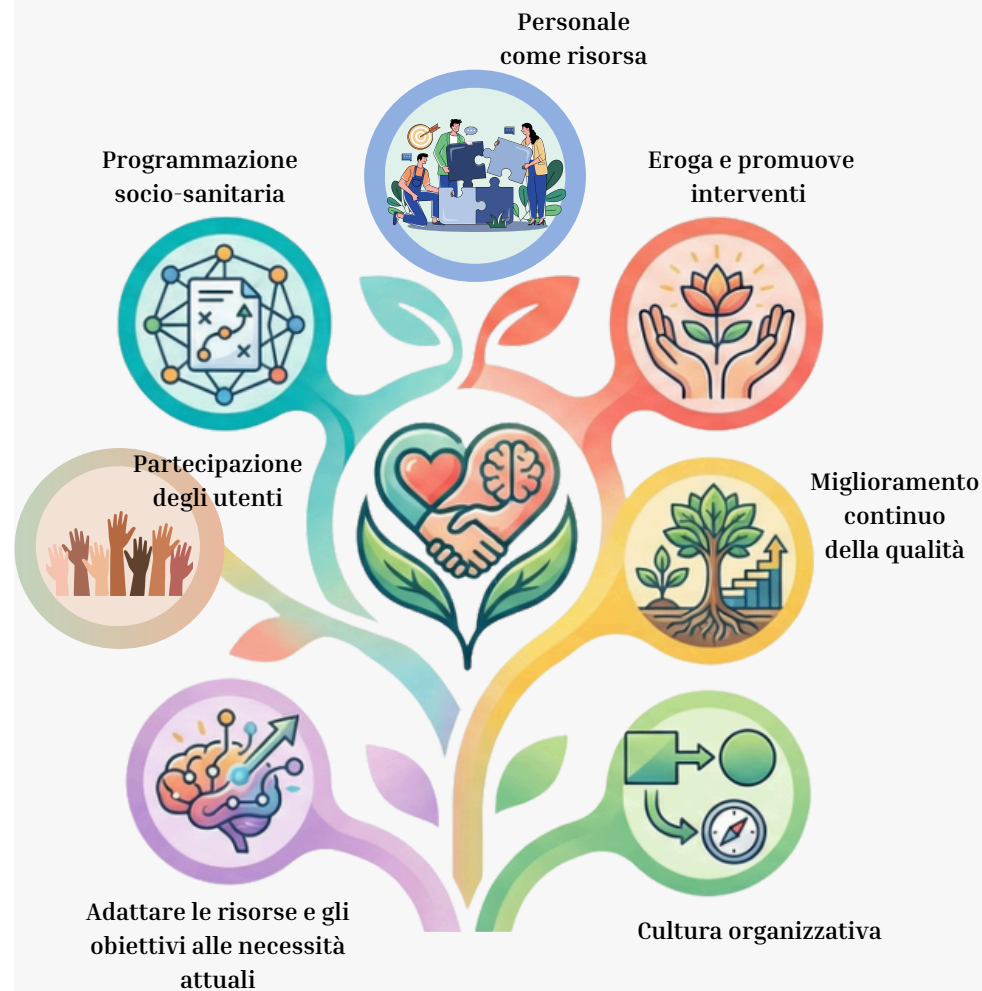 Personale
come risorsa
Programmazione
socio-sanitaria
Eroga e promuove
interventi
Partecipazione
degli utenti
Miglioramento
continuo
della qualità
Adattare le risorse e gli
obiettivi alle necessità
attuali
Cultura organizzativa